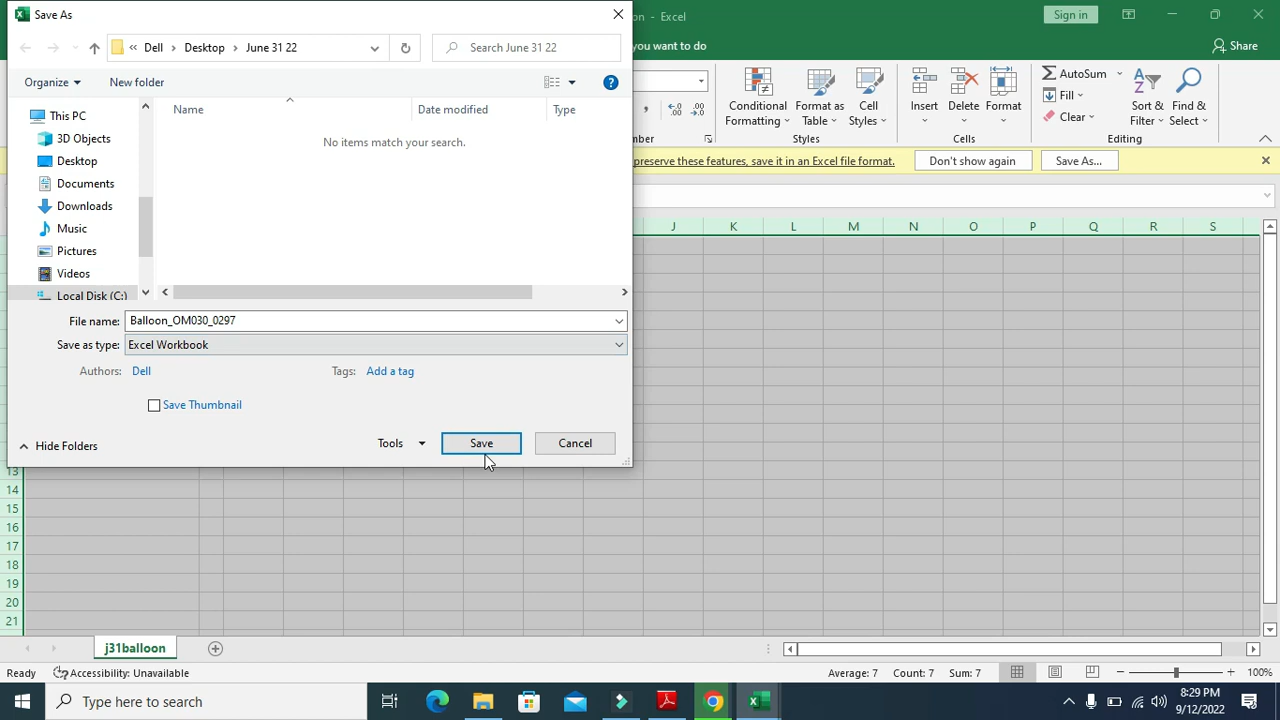 Save As
on - Excel
Sign in
« Dell > Desktop > June 31 22
Search June 31 22
you want to do
Share
Organize
New folder
Conditional Formatting
Format as Table
Cell Styles
Insert
Delete
Format
AutoSum
Fill
Clear
Sort & Filter
Find & Select
mber
Styles
Cells
Editing
Name
Date modified
Type
No items match your search.
preserve these features, save it in an Excel file format.
Don't show again
Save As...
This PC
3D Objects
Desktop
Documents
Downloads
Music
Pictures
Videos
Local Disk (C:)
J K L M N O P Q R S
File name: Balloon_OM030_0297
Save as type: Excel Workbook
Authors: Dell
Tags: Add a tag
Save Thumbnail
Hide Folders
Tools
Save
Cancel
13
14
15
16
17
18
19
20
21
j31balloon
Ready
Accessibility: Unavailable
Average: 7 Count: 7 Sum: 7
100%
Type here to search
8:29 PM
9/12/2022